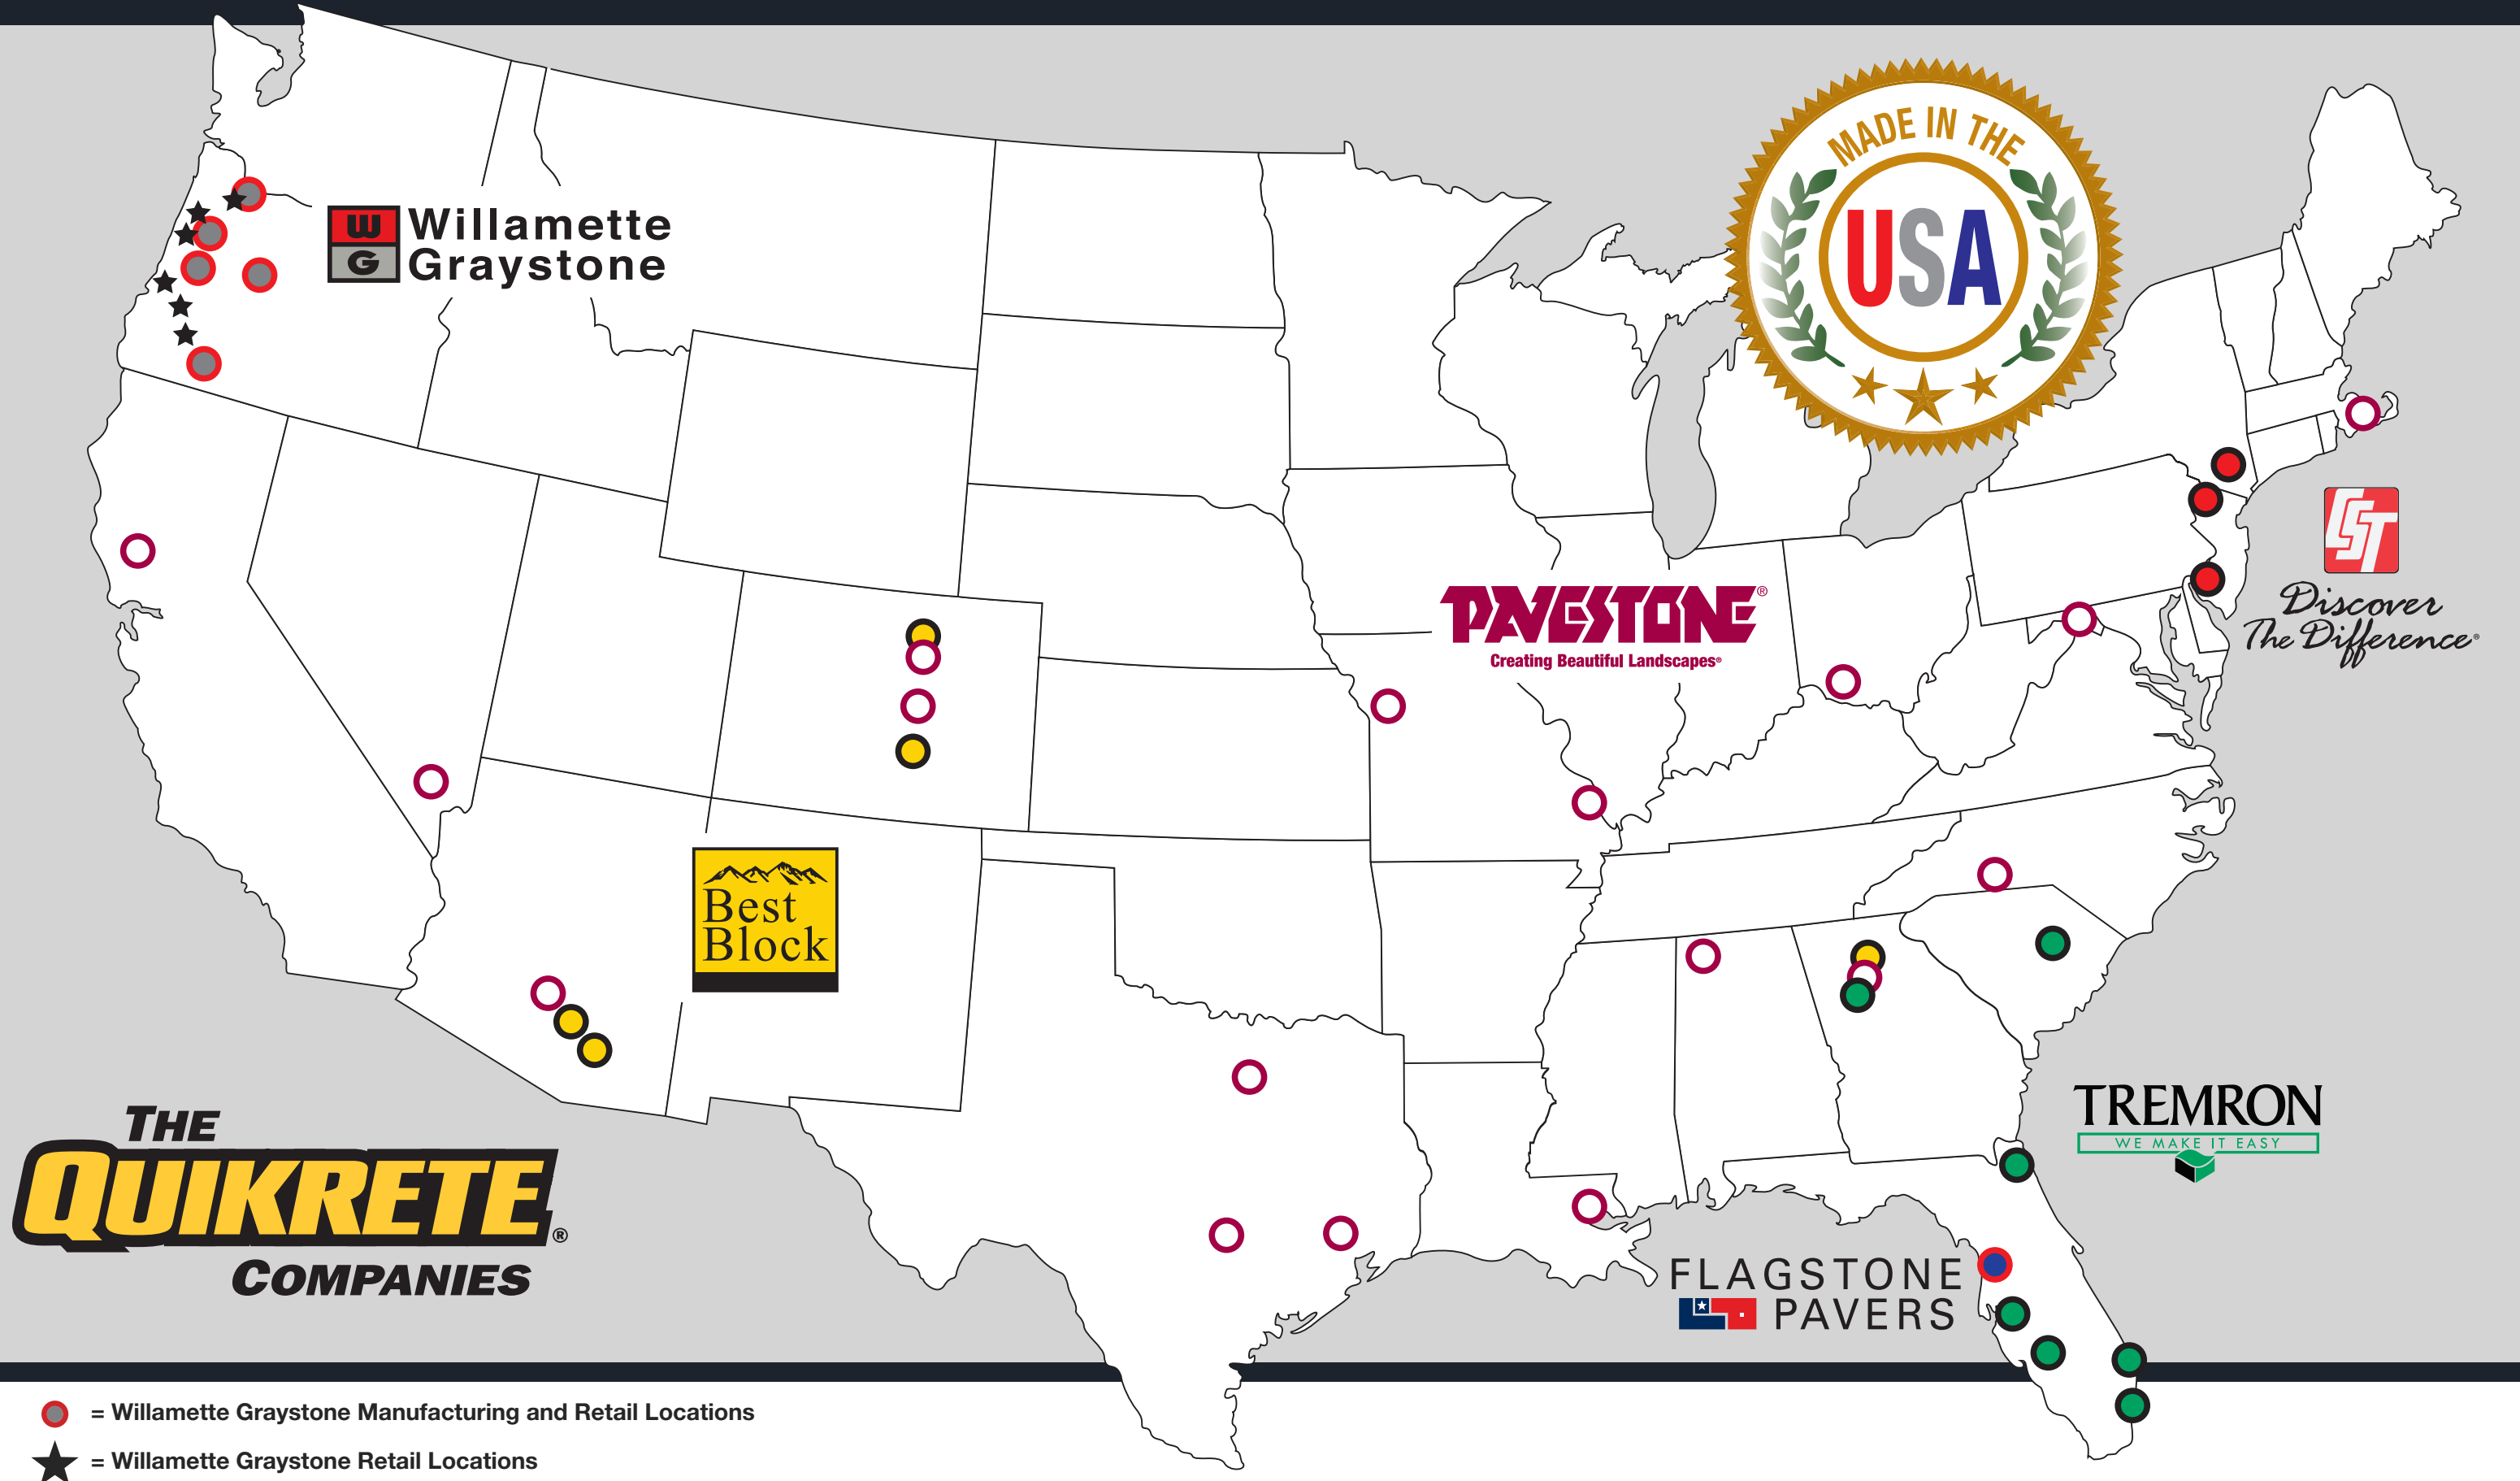 MADE IN THE
USA
W
G
Willamette
Graystone
LST
Discover
The Difference®
PAVESTONE®
Creating Beautiful Landscapes®
Best
Block
THE
QUIKRETE®
COMPANIES
TREMRON
WE MAKE IT EASY
FLAGSTONE
PAVERS
= Willamette Graystone Manufacturing and Retail Locations
= Willamette Graystone Retail Locations